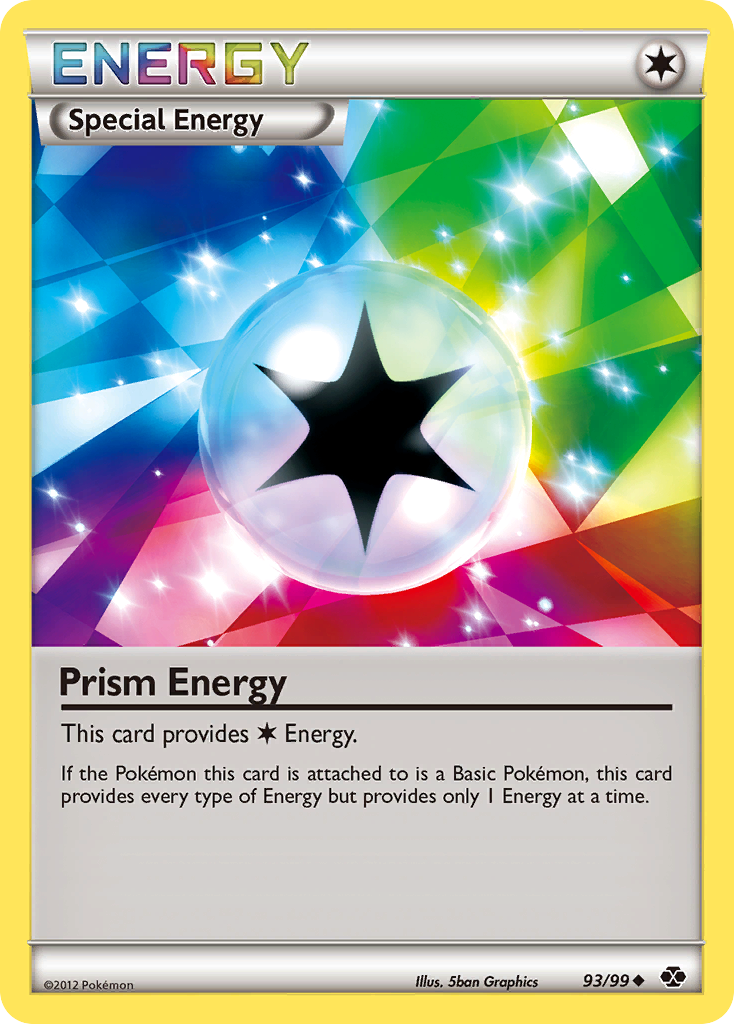 ENERGY
Special Energy
Prism Energy
This card provides Energy.
If the Pokémon this card is attached to is a Basic Pokémon, this card
provides every type of Energy but provides only 1 Energy at a time.
©2012 Pokémon
Illus. 5ban Graphics
93/99